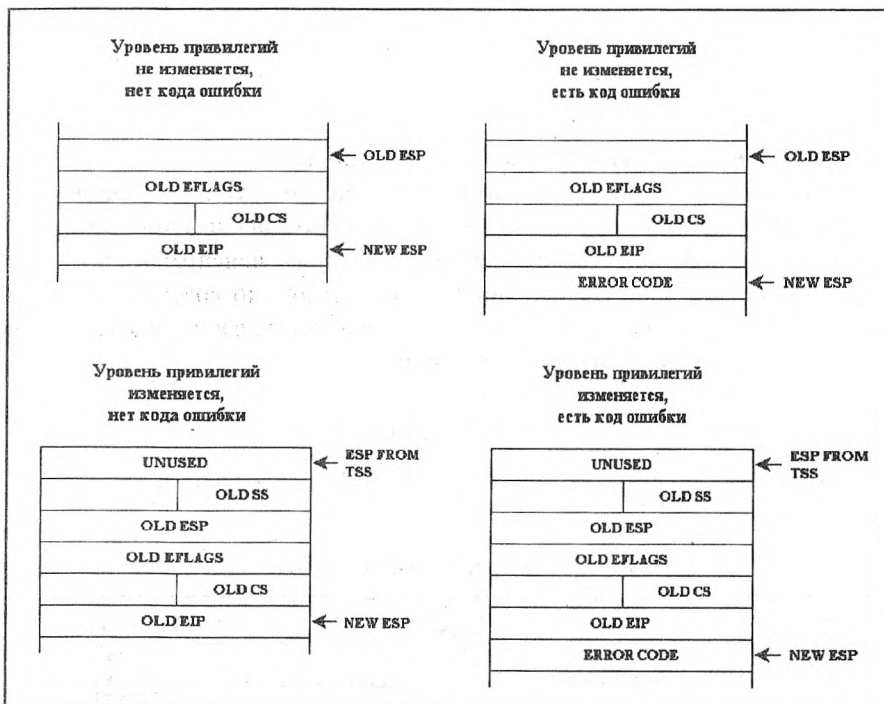 Уровень привилегий
не изменяется,
нет кода ошибки
OLD ESP
OLD EFLAGS
OLD CS
OLD EIP
NEW ESP
Уровень привилегий
не изменяется,
есть код ошибки
OLD ESP
OLD EFLAGS
OLD CS
OLD EIP
ERROR CODE
NEW ESP
Уровень привилегий
изменяется,
нет кода ошибки
UNUSED
ESP FROM
TSS
OLD SS
OLD ESP
OLD EFLAGS
OLD CS
OLD EIP
NEW ESP
Уровень привилегий
изменяется,
есть код ошибки
UNUSED
ESP FROM
TSS
OLD SS
OLD ESP
OLD EFLAGS
OLD CS
OLD EIP
ERROR CODE
NEW ESP